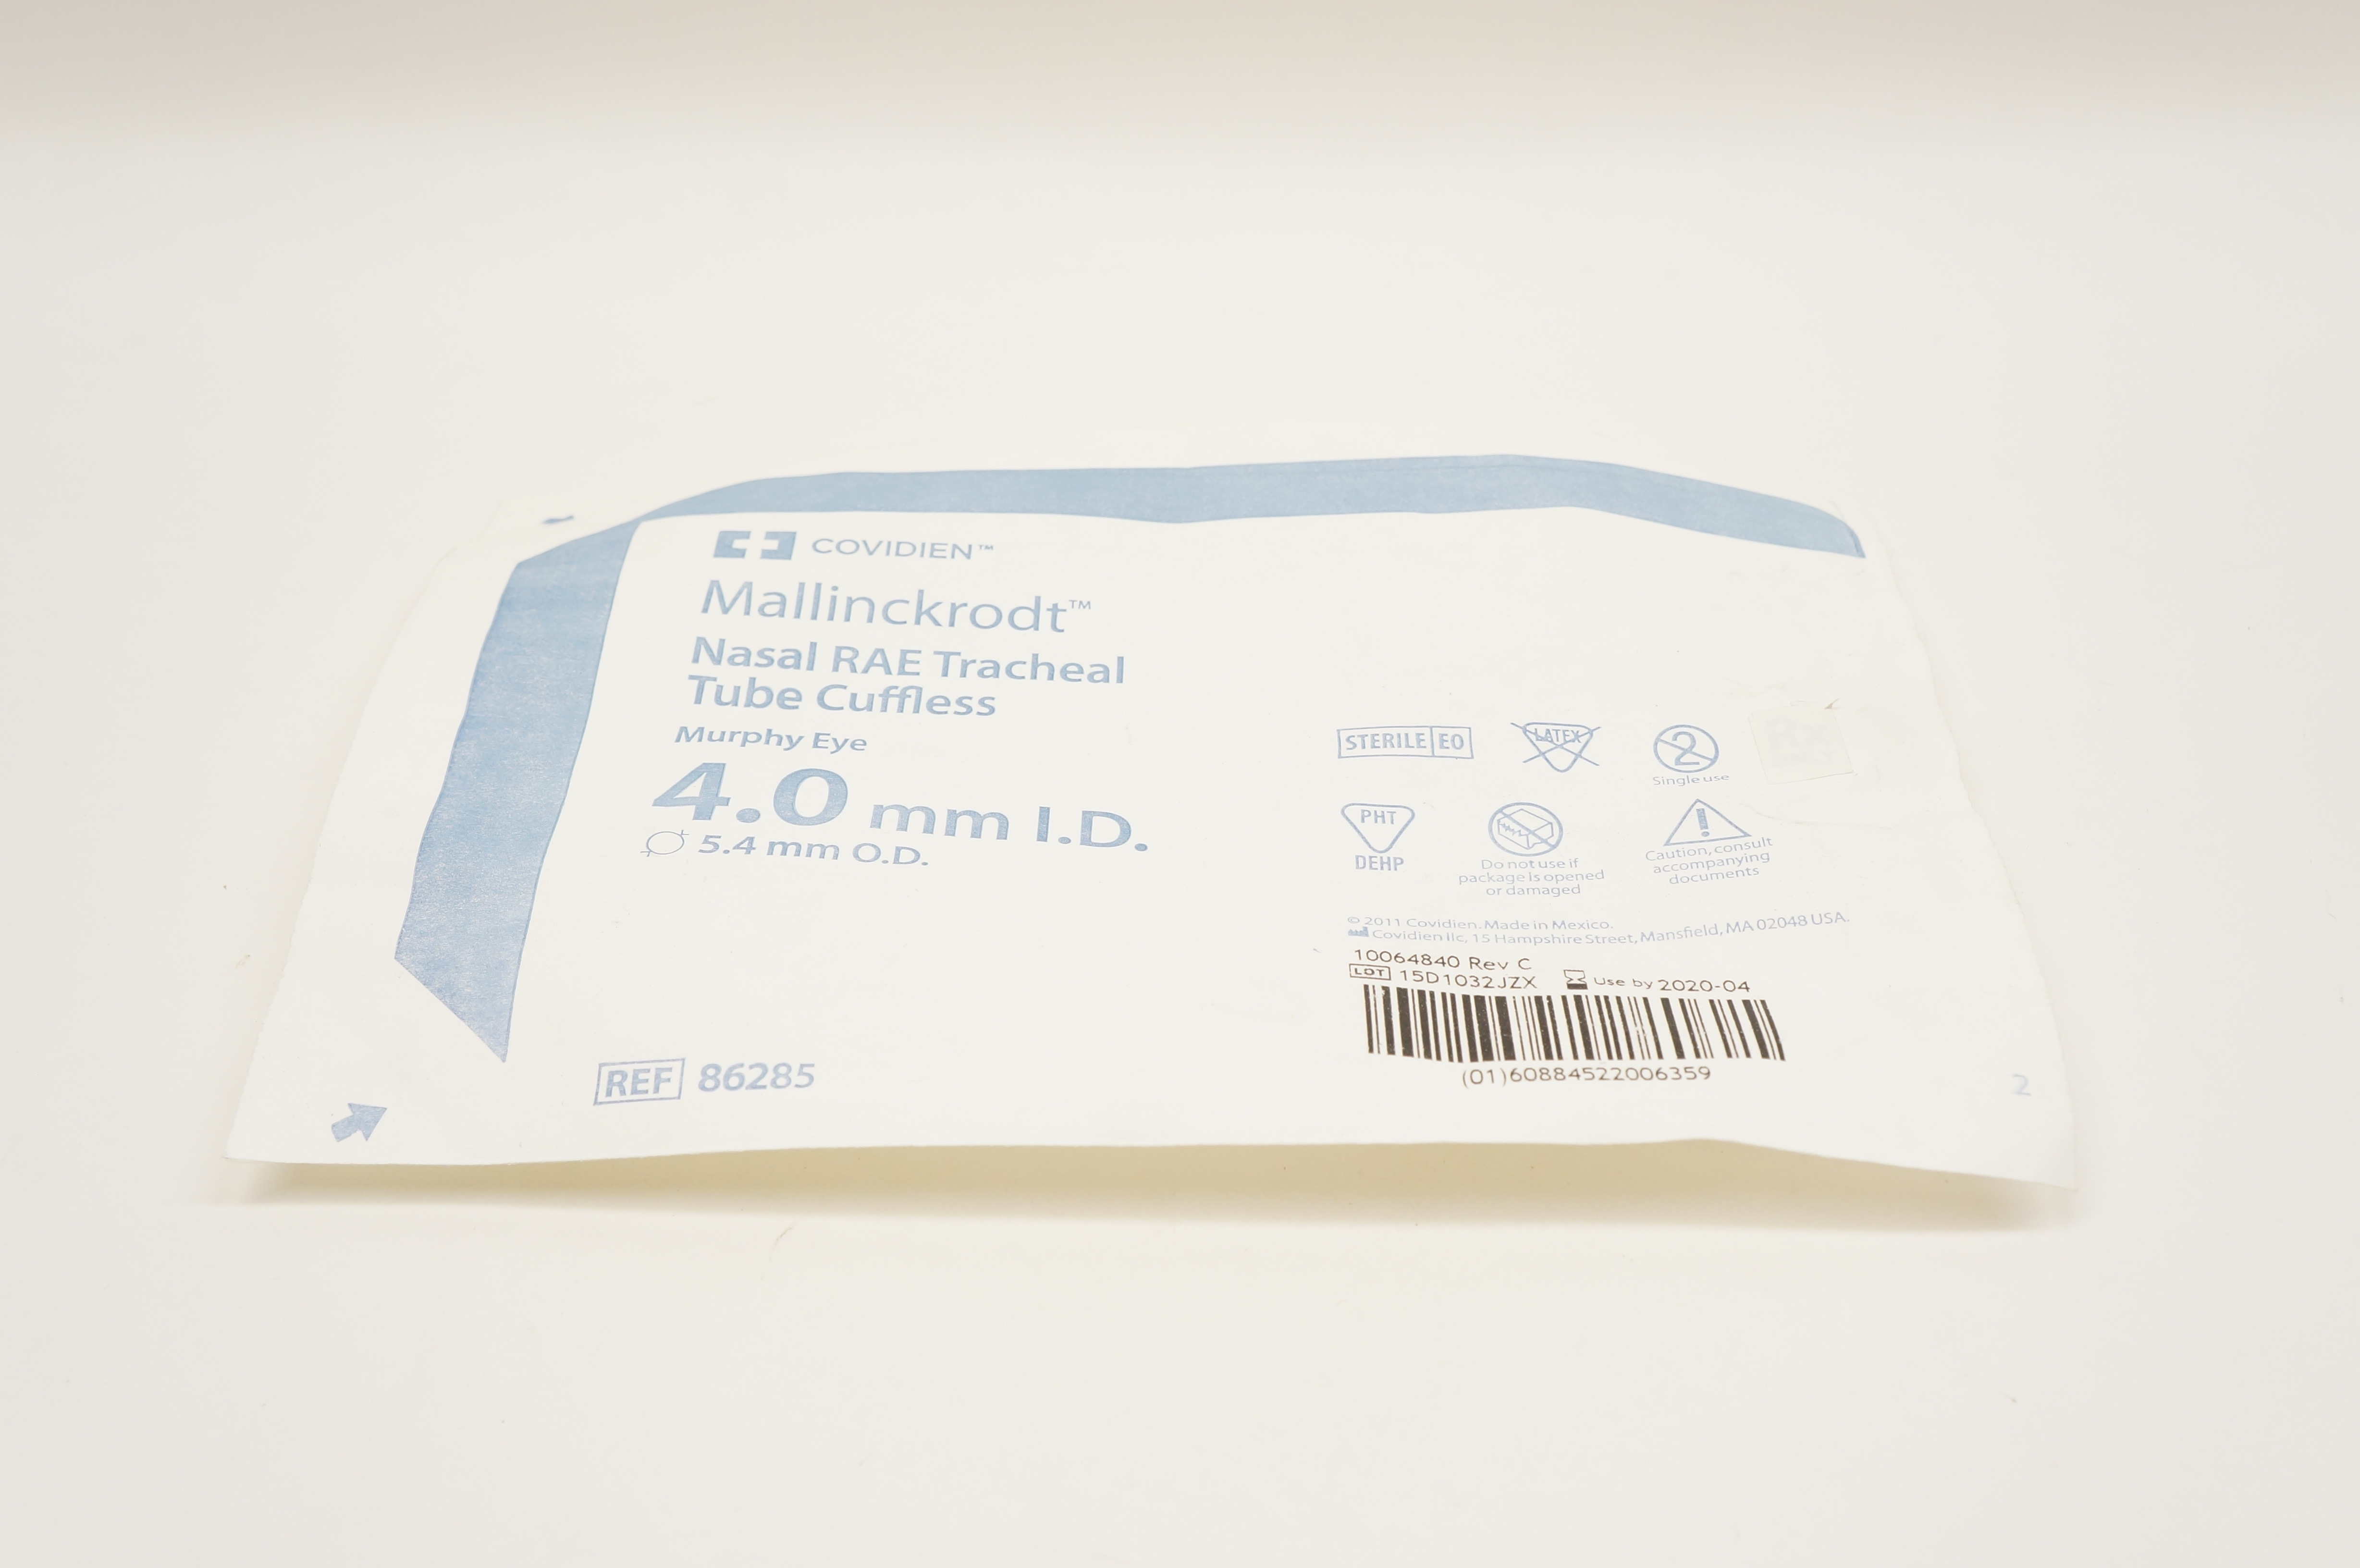 COVIDIEN™
Mallinckrodt™
Nasal RAE Tracheal
Tube Cuffless
Murphy Eye
4.0 mm I.D.
5.4 mm O.D.
REF 86285
STERILE EO
LATEX
2
Single use
Rx
ONLY
PHT
DEHP
Do not use if
package is opened
or damaged
Caution, consult
accompanying
documents
© 2011 Covidien. Made in Mexico.
Covidien llc, 15 Hampshire Street, Mansfield, MA 02048 USA.
10064840 Rev C
LOT 15D1032JZX Use by 2020-04
(01)60884522006359
2